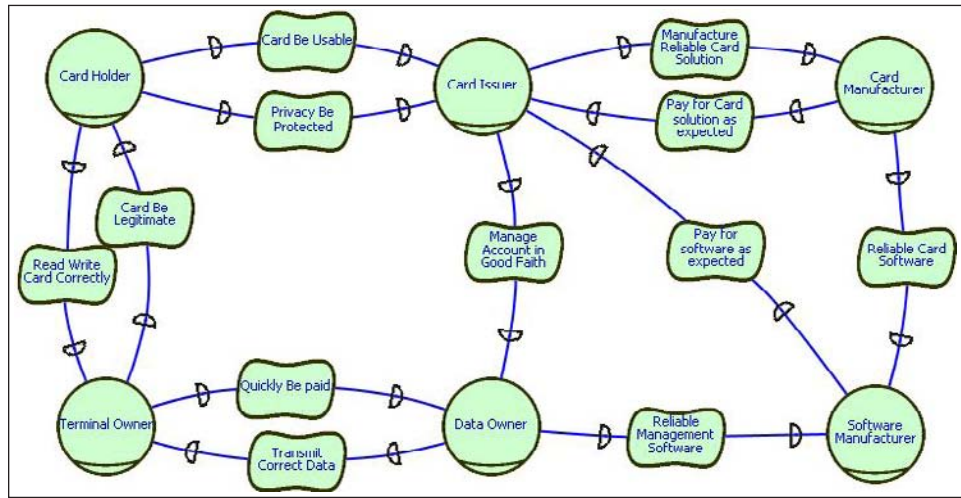 Card Holder
Card Be Usable
Privacy Be
Protected
Card Issuer
Manufacture
Reliable Card
Solution
Pay for Card
solution as
expected
Card
Manufacturer
Card Be
Legitimate
Read Write
Card Correctly
Manage
Account in
Good Faith
Pay for
software as
expected
Reliable Card
Software
Terminal Owner
Quickly Be paid
Transmit
Correct Data
Data Owner
Reliable
Management
Software
Software
Manufacturer